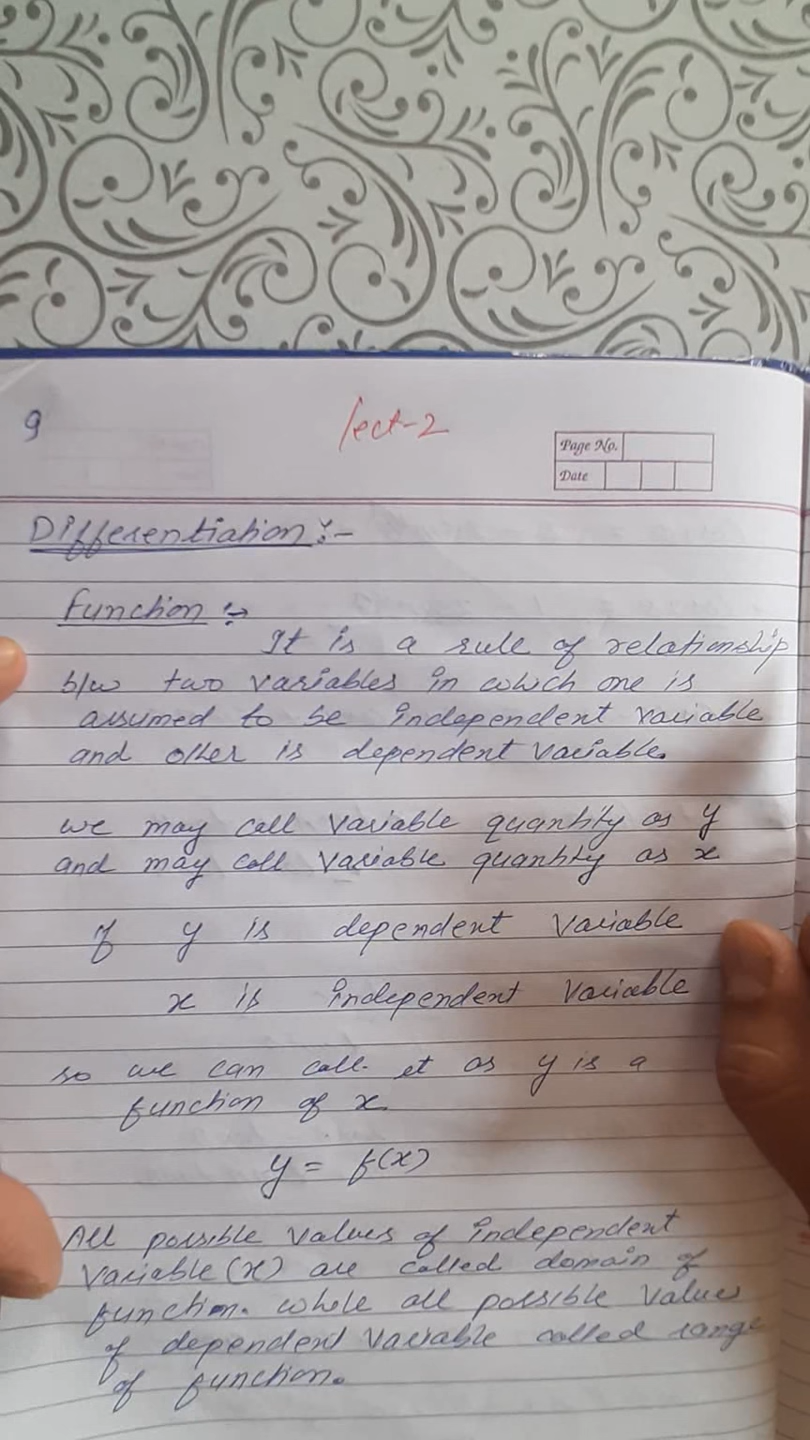 9
lect-2
Page No.
Date
Differentiation :-
Function :-
It is a rule of relationship
b/w two variables in which one is
assumed to be independent variable
and other is dependent variable.
we may call variable quantity as y
and may call variable quantity as x
if y is dependent variable
x is independent variable
so we can call it as y is a
function of x
y = f(x)
All possible values of independent
variable (x) are called domain of
function. while all possible values
of dependent variable called range
of function.